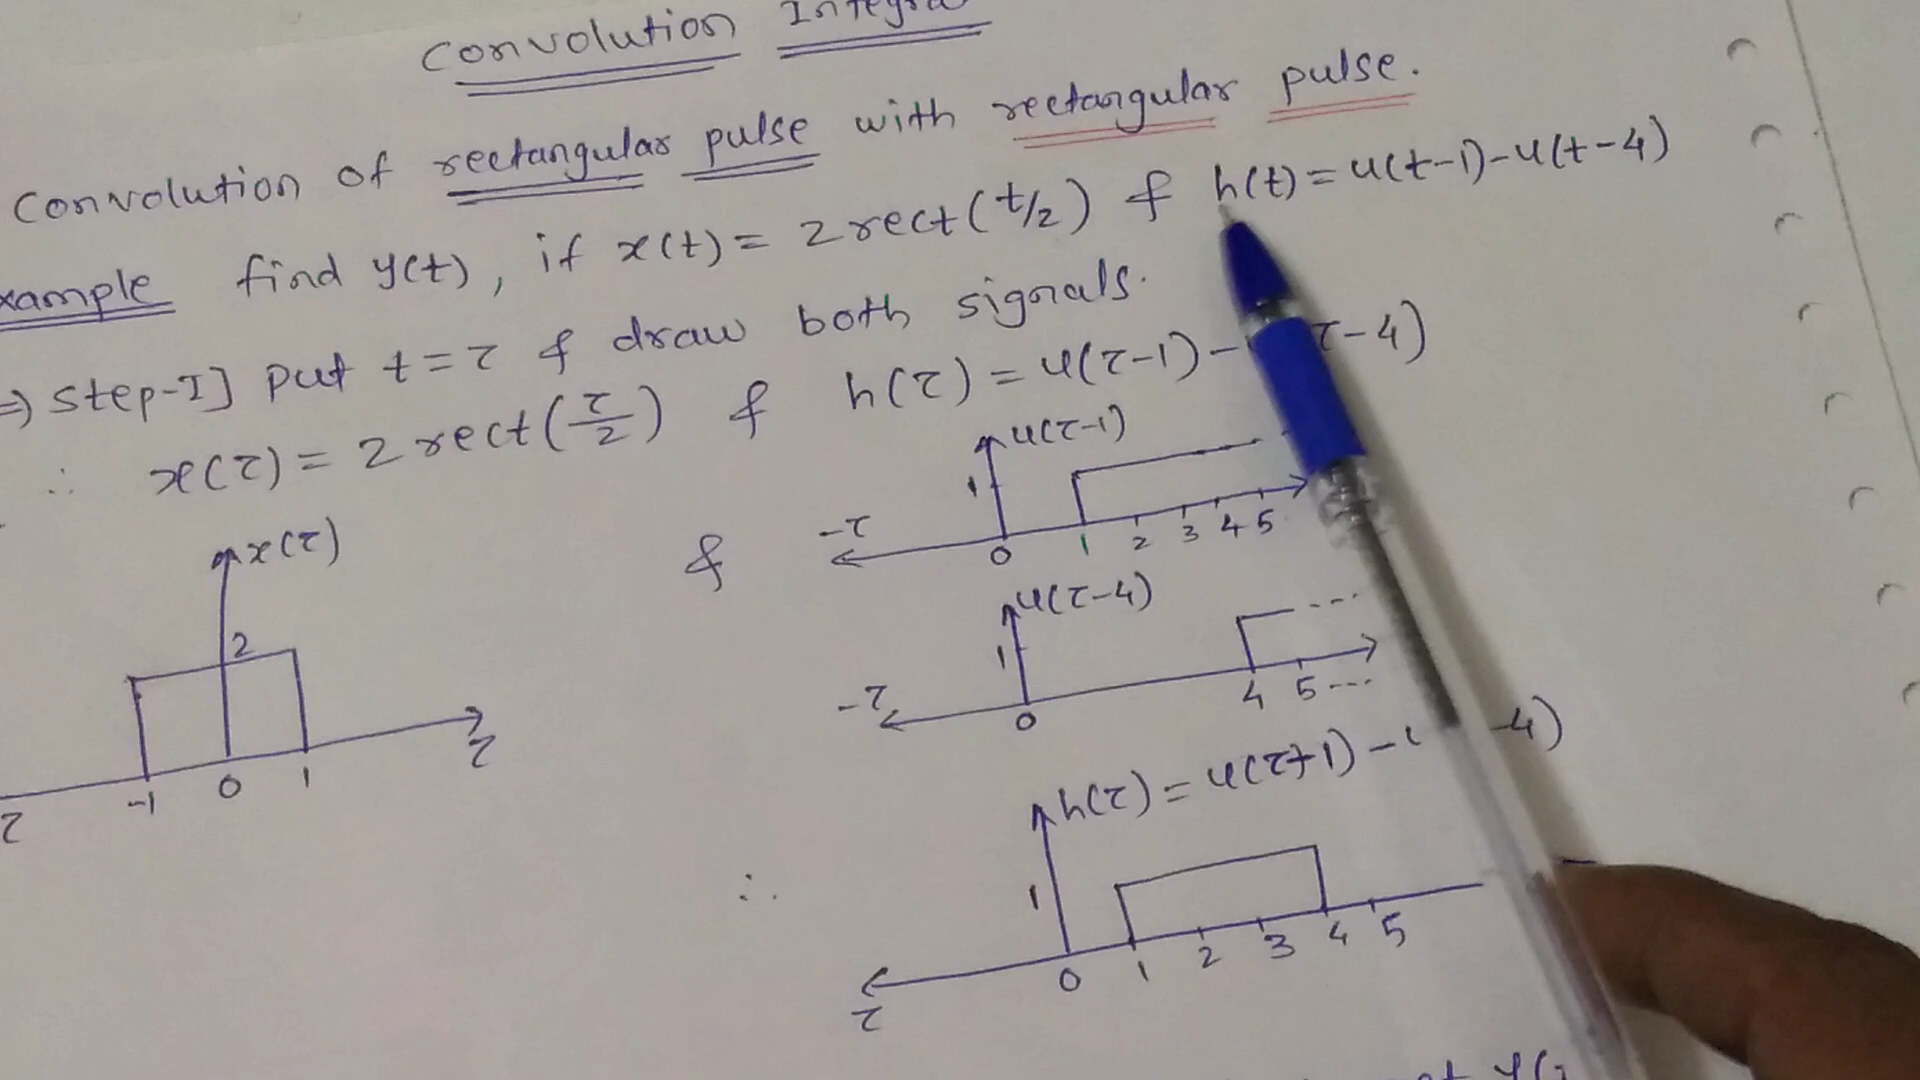 Convolution
Convolution of rectangular pulse with rectangular pulse.
find y(t), if x(t) = 2 rect(t/2) & h(t) = u(t-1)-u(t-4)
⇒ Step-I] put t=τ & draw both signals.
∴ x(τ) = 2 rect(τ/2) & h(τ) = u(τ-1)- τ-4)
x(τ)
2
-1 0 1
τ
τ
&
u(τ-1)
1
-τ
0 1 2 3 4 5
u(τ-4)
1
-τ
0 4 5 ---
∴
h(τ) = u(τ+1) - -4)
1
0 1 2 3 4 5
τ